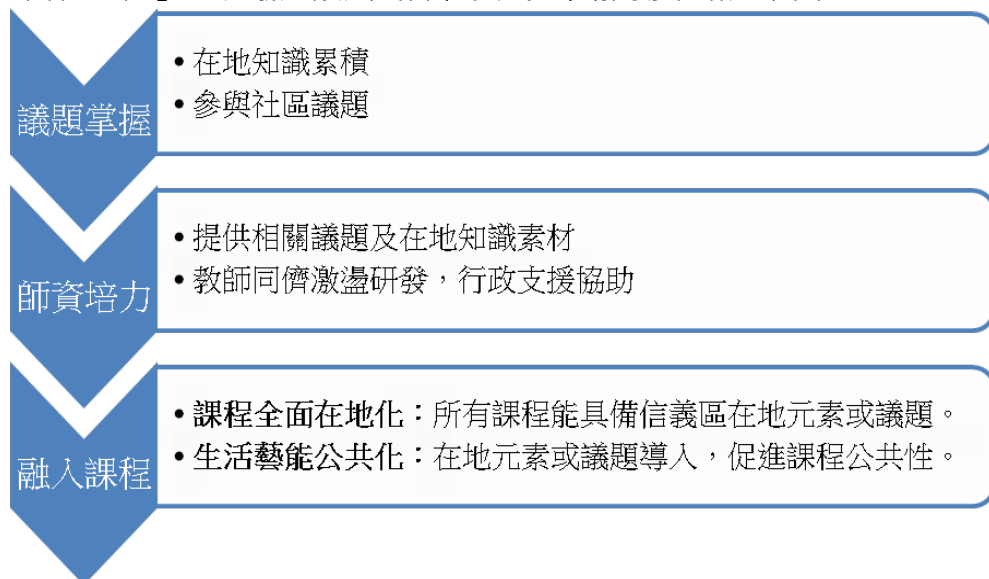 議題掌握
• 在地知識累積
• 參與社區議題
師資培力
• 提供相關議題及在地知識素材
• 教師同儕激盪研發，行政支援協助
融入課程
• 課程全面在地化：所有課程能具備信義區在地元素或議題。
• 生活藝能公共化：在地元素或議題導入，促進課程公共性。